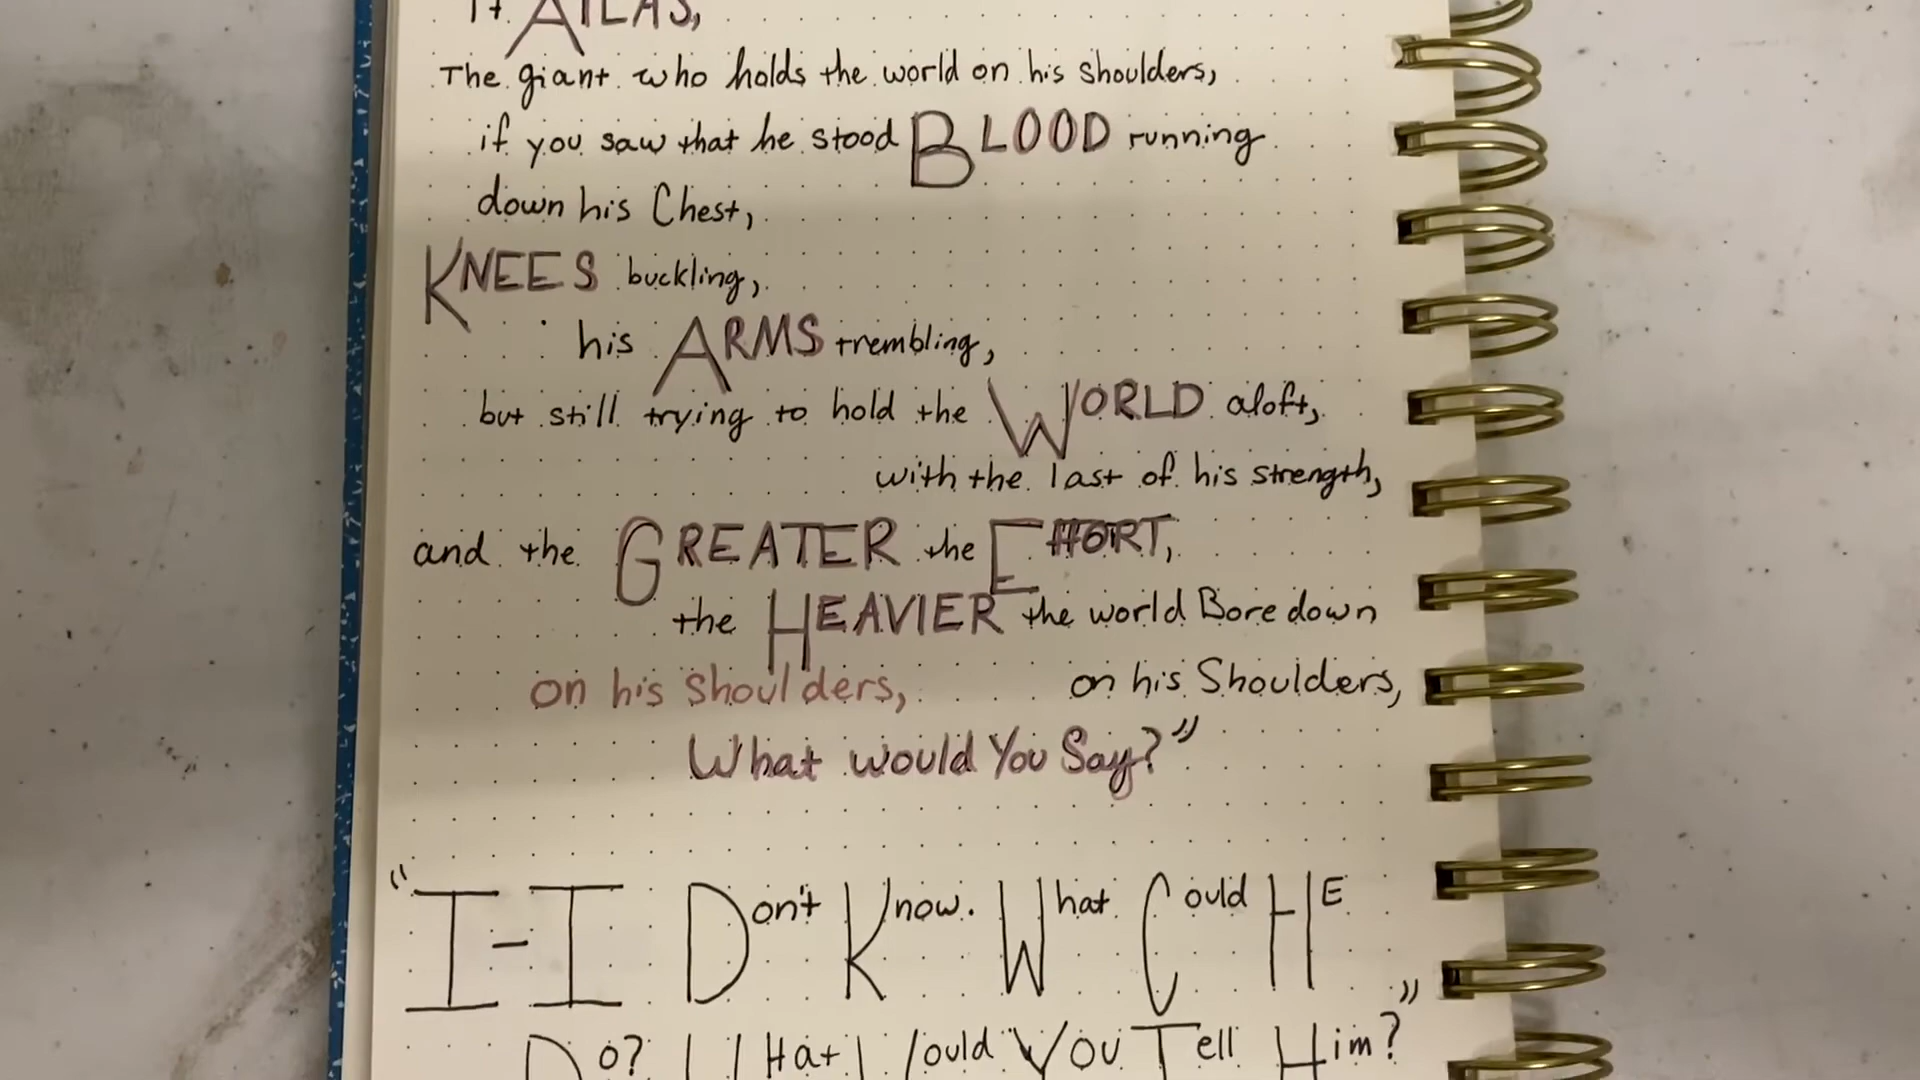 If ATLAS,
The giant who holds the world on his shoulders,
if you saw that he stood BLOOD running
down his Chest,
KNEES buckling,
his ARMS trembling,
but still trying to hold the WORLD aloft,
with the last of his strength,
and the GREATER the EFFORT,
the HEAVIER the world Bore down
on his Shoulders, on his Shoulders,
What would You Say?"
"I-I Don't Know. What Could HE
Do? WHat Would You Tell Him?"